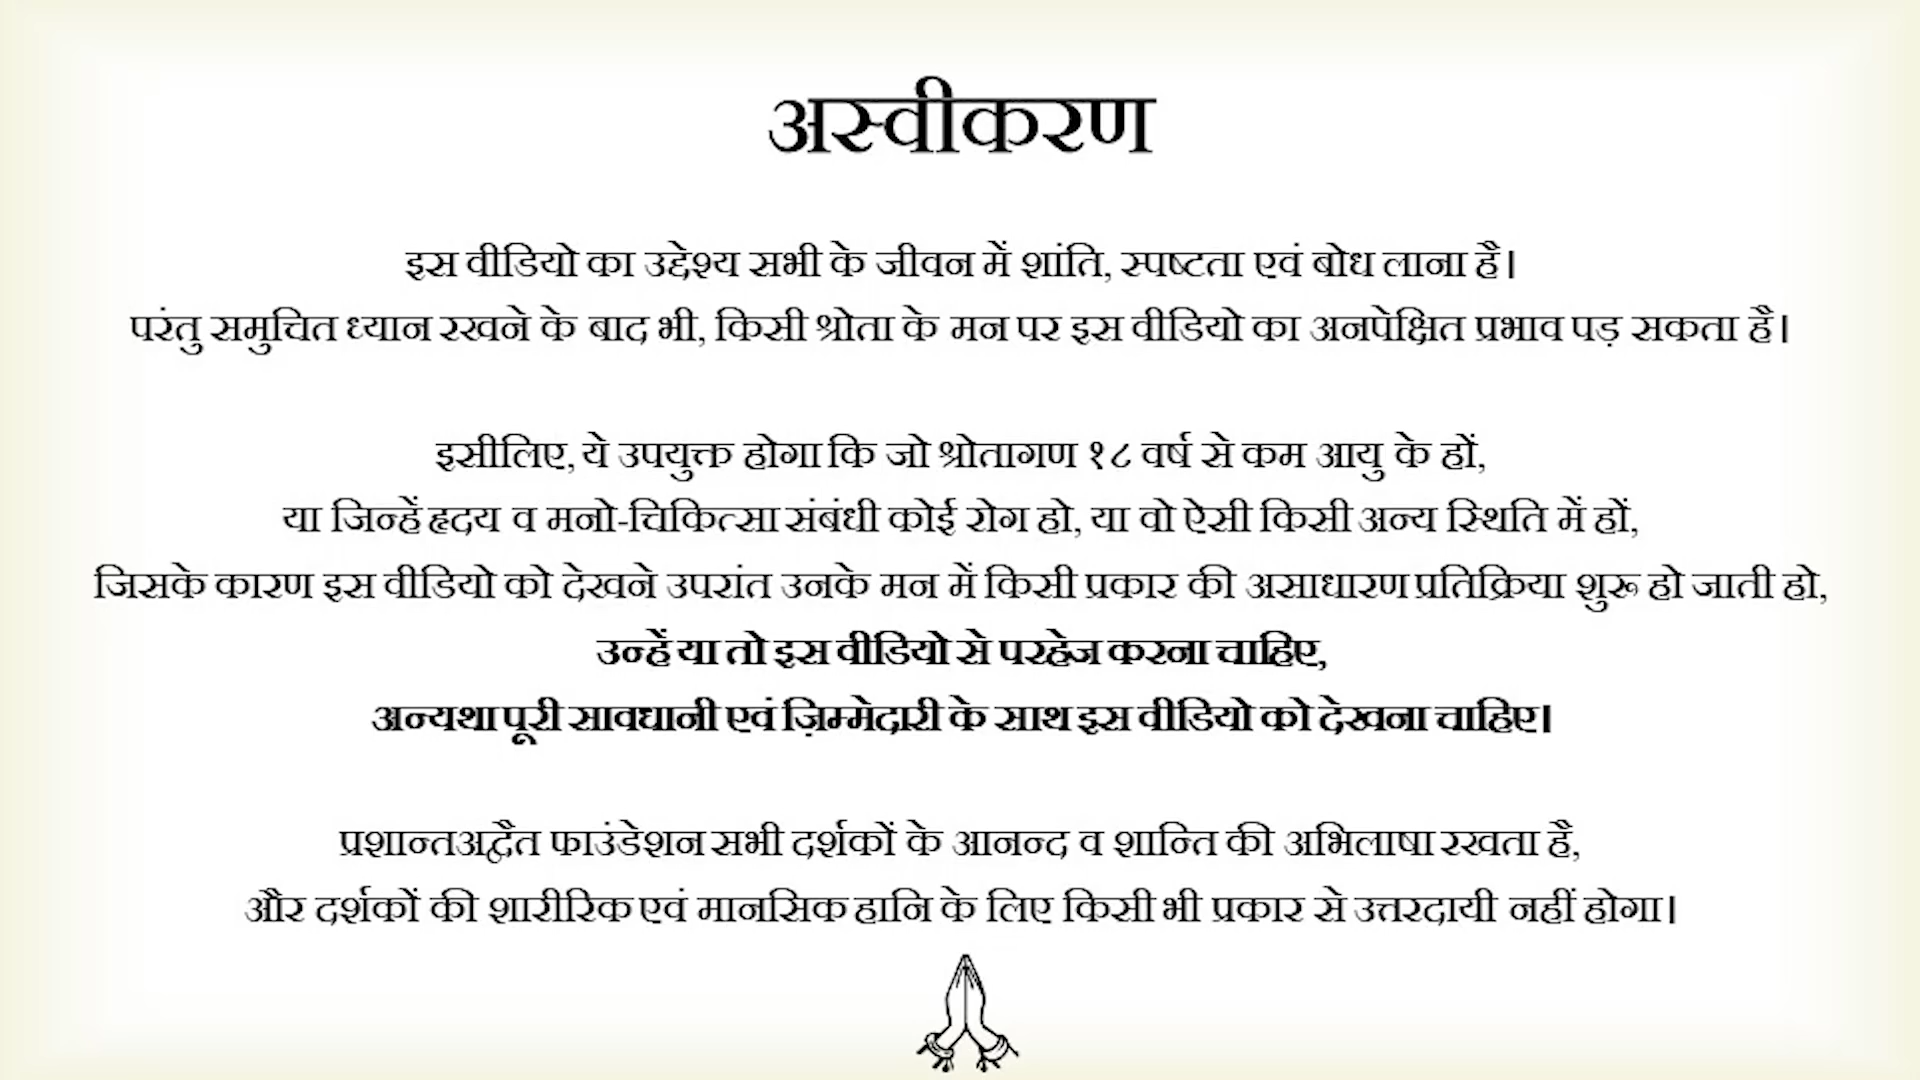 अस्वीकरण
इस वीडियो का उद्देश्य सभी के जीवन में शांति, स्पष्टता एवं बोध लाना है।
परंतु समुचित ध्यान रखने के बाद भी, किसी श्रोता के मन पर इस वीडियो का अनपेक्षित प्रभाव पड़ सकता है।
इसीलिए, ये उपयुक्त होगा कि जो श्रोतागण १८ वर्ष से कम आयु के हों,
या जिन्हें हृदय व मनो-चिकित्सा संबंधी कोई रोग हो, या वो ऐसी किसी अन्य स्थिति में हों,
जिसके कारण इस वीडियो को देखने उपरांत उनके मन में किसी प्रकार की असाधारण प्रतिक्रिया शुरू हो जाती हो,
उन्हें या तो इस वीडियो से परहेज करना चाहिए,
अन्यथा पूरी सावधानी एवं ज़िम्मेदारी के साथ इस वीडियो को देखना चाहिए।
प्रशान्तअद्वैत फाउंडेशन सभी दर्शकों के आनन्द व शान्ति की अभिलाषा रखता है,
और दर्शकों की शारीरिक एवं मानसिक हानि के लिए किसी भी प्रकार से उत्तरदायी नहीं होगा।